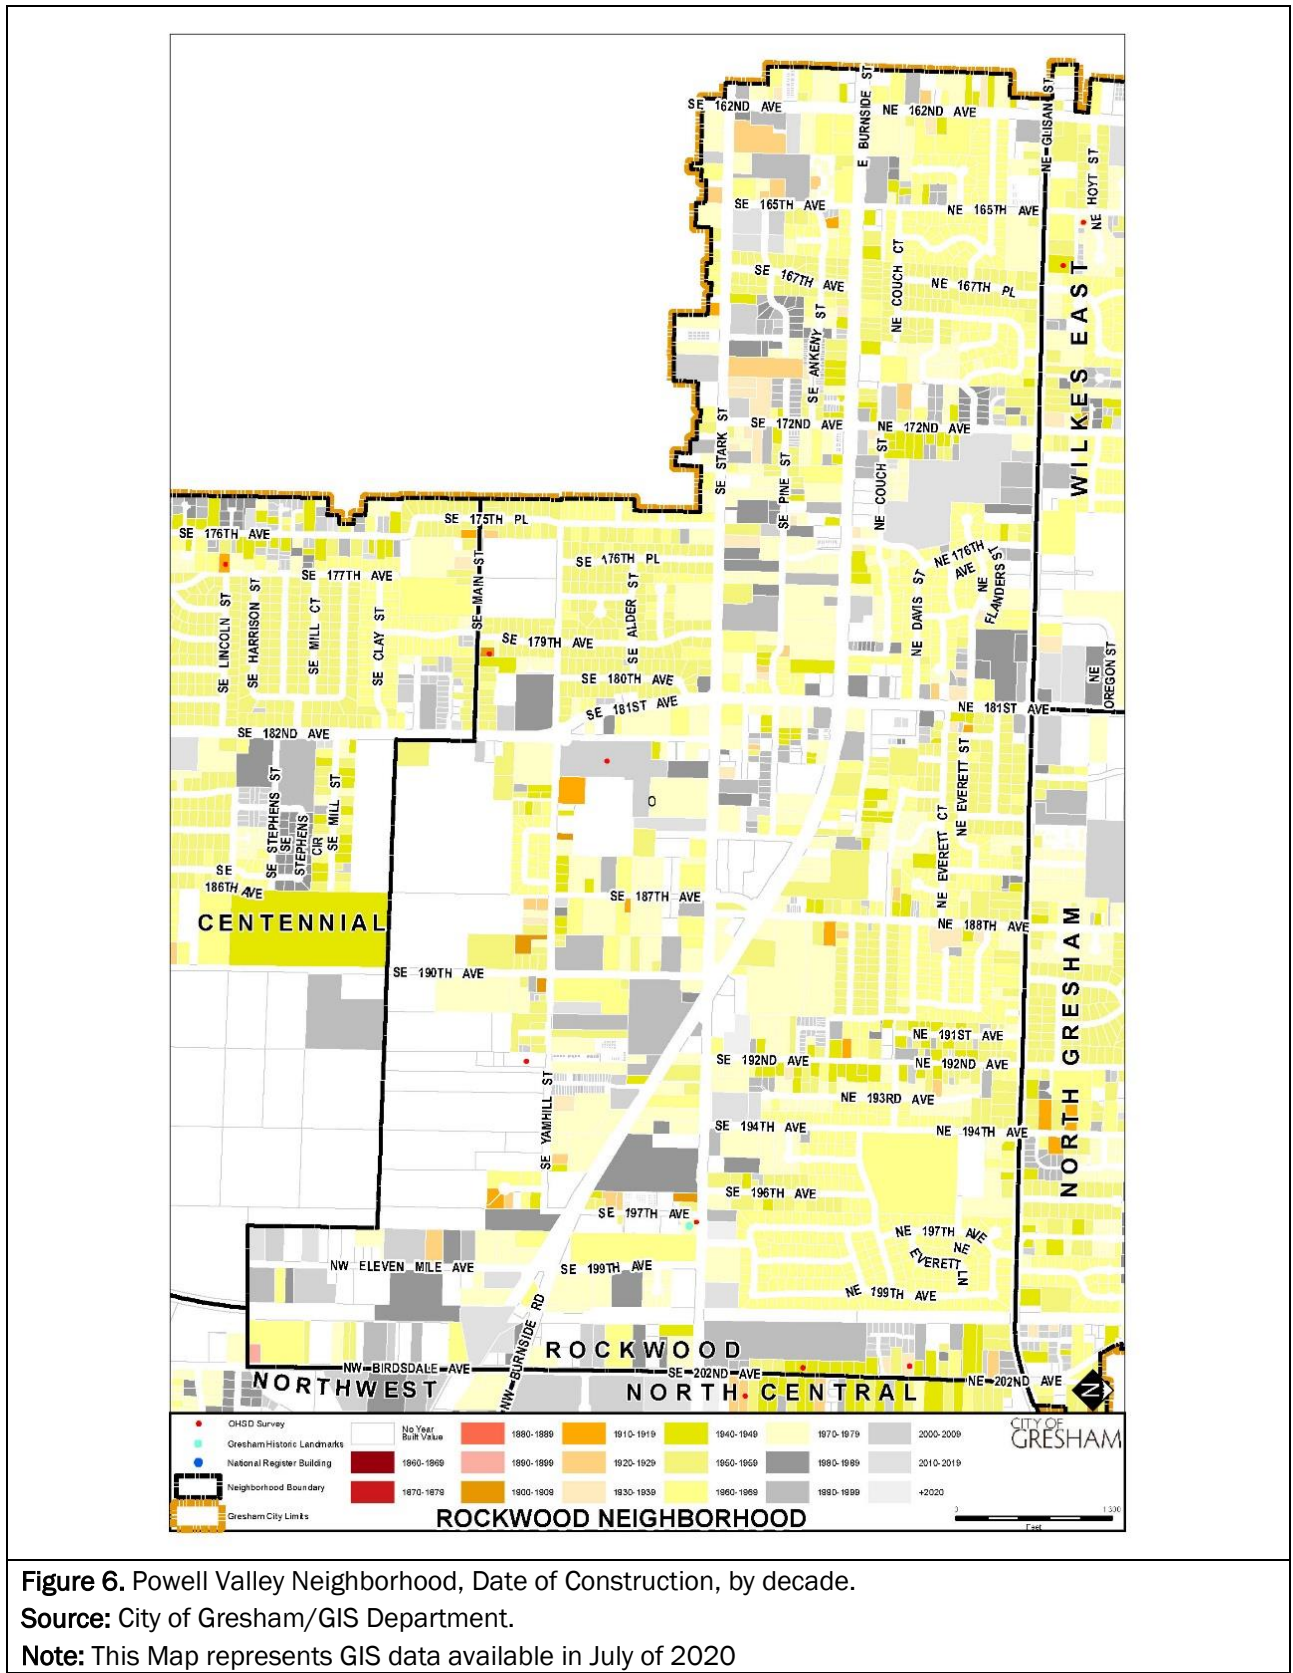 SE 162ND AVE
E BURNSIDE ST
NE 162ND AVE
NE GLISAN ST
NE HOYT ST
SE 165TH AVE
NE 165TH AVE
NE COUCH CT
SE 167TH AVE
NE 167TH PL
WILKES EAST
SE ANKENY ST
SE STARK ST
SE 172ND AVE
NE 172ND AVE
SE PINE ST
NE COUCH ST
SE 175TH PL
SE 176TH AVE
SE 176TH PL
NE 176TH AVE
NE FLANDERS ST
SE 177TH AVE
SE MAIN ST
SE ALDER ST
NE DAVIS ST
SE LINCOLN ST
SE HARRISON ST
SE MILL CT
SE CLAY ST
SE 179TH AVE
SE 180TH AVE
NE OREGON ST
SE 181ST AVE
NE 181ST AVE
SE 182ND AVE
SE STEPHENS ST
SE STEPHENS CIR
SE MILL ST
NE EVERETT ST
NE EVERETT CT
SE 186TH AVE
SE 187TH AVE
CENTENNIAL
NE 188TH AVE
NORTH GRESHAM
SE 190TH AVE
NE 191ST AVE
SE 192ND AVE
NE 192ND AVE
NE 193RD AVE
SE YAMHILL ST
SE 194TH AVE
NE 194TH AVE
SE 196TH AVE
SE 197TH AVE
NE 197TH AVE
NE EVERETT LN
NW ELEVEN MILE AVE
SE 199TH AVE
NE 199TH AVE
NW BURNSIDE RD
ROCKWOOD
NW BIRDSDALE AVE
SE 202ND AVE
NE 202ND AVE
NORTHWEST
NORTH CENTRAL
N
OHSD Survey
Gresham Historic Landmarks
National Register Building
Neighborhood Boundary
Gresham City Limits
No Year Built Value
1860-1869
1870-1879
1880-1889
1890-1899
1900-1909
1910-1919
1920-1929
1930-1939
1940-1949
1950-1959
1960-1969
1970-1979
1980-1989
1990-1999
2000-2009
2010-2019
+2020
CITY OF
GRESHAM
0
Feet
ROCKWOOD NEIGHBORHOOD
Figure 6. Powell Valley Neighborhood, Date of Construction, by decade.
Source: City of Gresham/GIS Department.
Note: This Map represents GIS data available in July of 2020